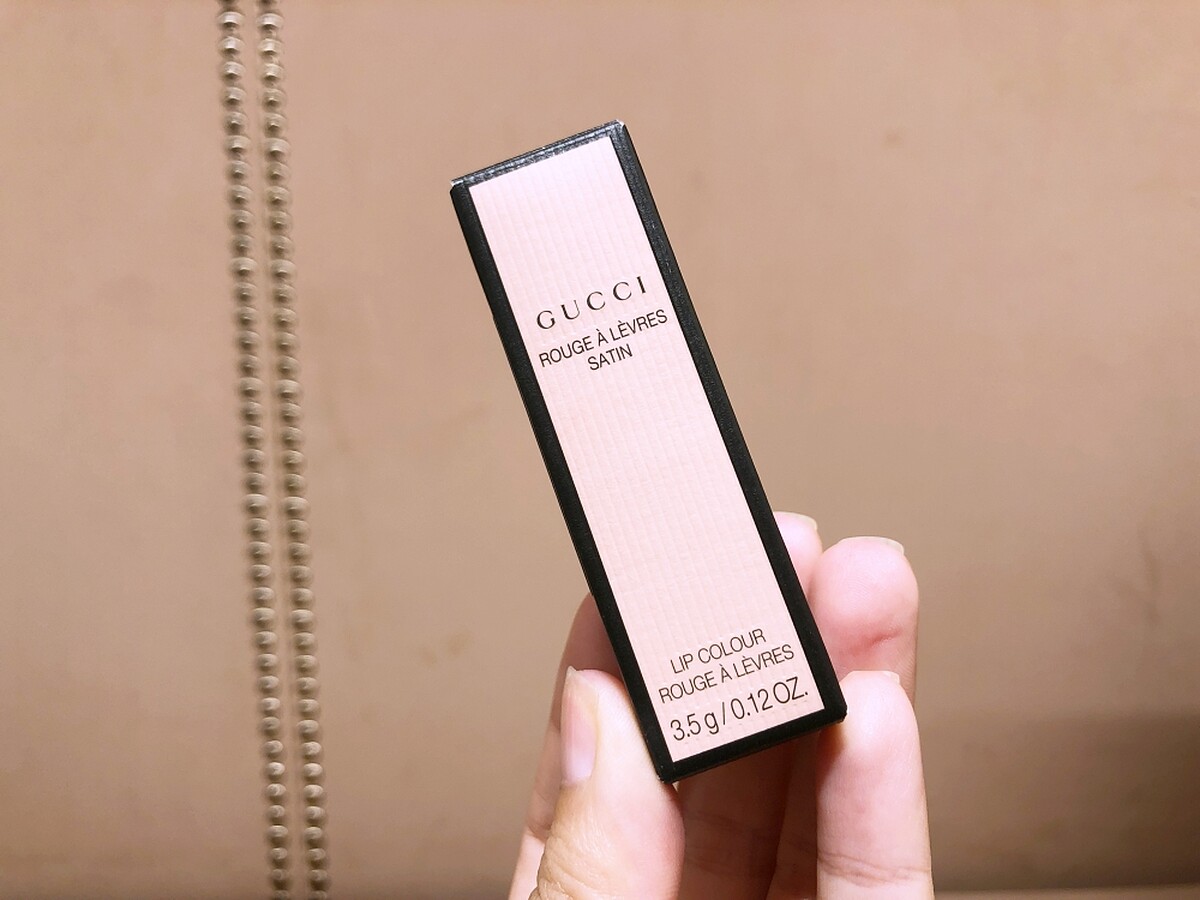 GUCCI
ROUGE À LÈVRES
SATIN
LIP COLOUR
ROUGE À LÈVRES
3.5 g / 0.12 OZ.